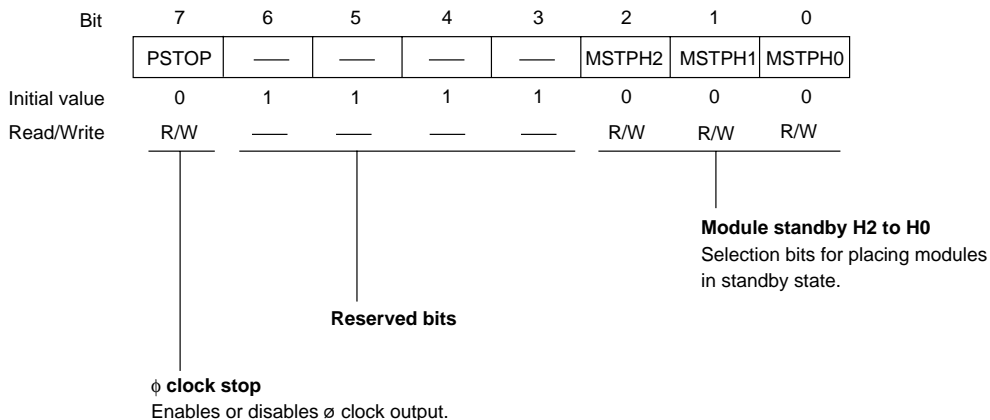 Bit 7 6 5 4 3 2 1 0
PSTOP — — — — MSTPH2 MSTPH1 MSTPH0
Initial value 0 1 1 1 1 0 0 0
Read/Write R/W — — — — R/W R/W R/W
Module standby H2 to H0
Selection bits for placing modules
in standby state.
Reserved bits
ϕ clock stop
Enables or disables ø clock output.